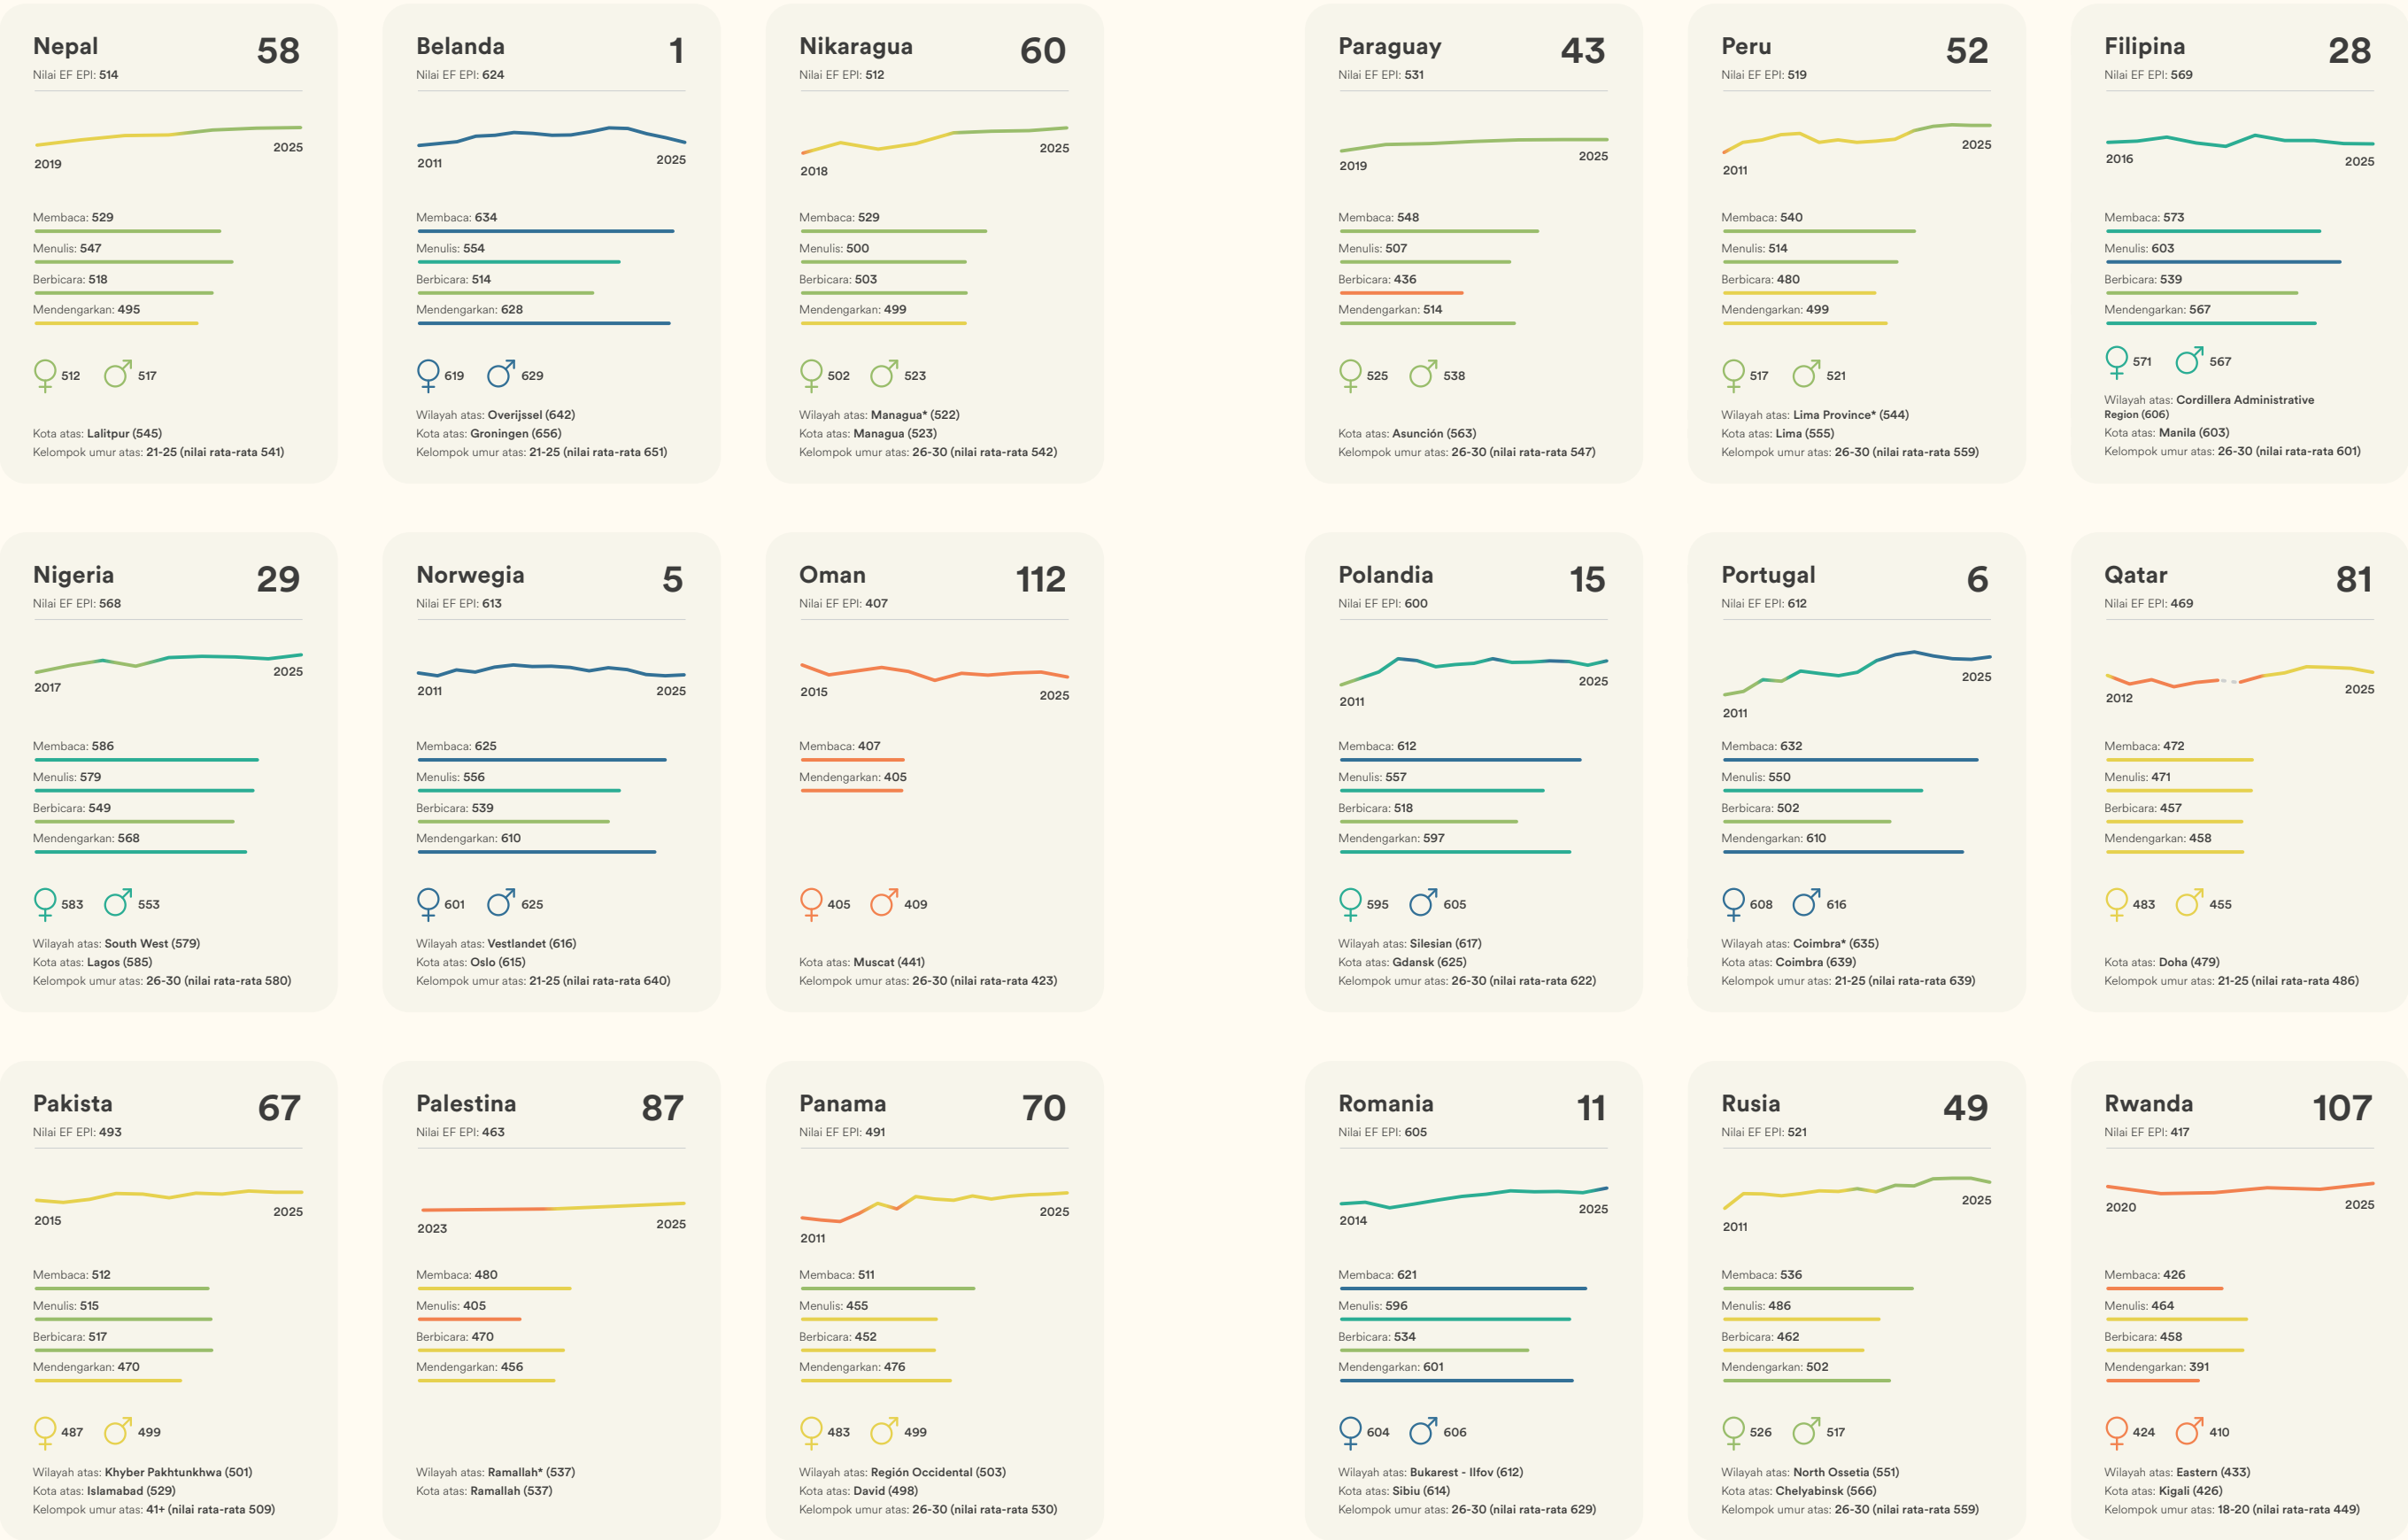 Nepal
58
Nilai EF EPI: 514
2019
2025
Membaca: 529
Menulis: 547
Berbicara: 518
Mendengarkan: 495
512
517
Kota atas: Lalitpur (545)
Kelompok umur atas: 21-25 (nilai rata-rata 541)
Belanda
1
Nilai EF EPI: 624
2011
2025
Membaca: 634
Menulis: 554
Berbicara: 514
Mendengarkan: 628
619
629
Wilayah atas: Overijssel (642)
Kota atas: Groningen (656)
Kelompok umur atas: 21-25 (nilai rata-rata 651)
Nikaragua
60
Nilai EF EPI: 512
2018
2025
Membaca: 529
Menulis: 500
Berbicara: 503
Mendengarkan: 499
502
523
Wilayah atas: Managua* (522)
Kota atas: Managua (523)
Kelompok umur atas: 26-30 (nilai rata-rata 542)
Paraguay
43
Nilai EF EPI: 531
2019
2025
Membaca: 548
Menulis: 507
Berbicara: 436
Mendengarkan: 514
525
538
Kota atas: Asunción (563)
Kelompok umur atas: 26-30 (nilai rata-rata 547)
Peru
52
Nilai EF EPI: 519
2011
2025
Membaca: 540
Menulis: 514
Berbicara: 480
Mendengarkan: 499
517
521
Wilayah atas: Lima Province* (544)
Kota atas: Lima (555)
Kelompok umur atas: 26-30 (nilai rata-rata 559)
Filipina
28
Nilai EF EPI: 569
2016
2025
Membaca: 573
Menulis: 603
Berbicara: 539
Mendengarkan: 567
571
567
Wilayah atas: Cordillera Administrative
Region (606)
Kota atas: Manila (603)
Kelompok umur atas: 26-30 (nilai rata-rata 601)
Nigeria
29
Nilai EF EPI: 568
2017
2025
Membaca: 586
Menulis: 579
Berbicara: 549
Mendengarkan: 568
583
553
Wilayah atas: South West (579)
Kota atas: Lagos (585)
Kelompok umur atas: 26-30 (nilai rata-rata 580)
Norwegia
5
Nilai EF EPI: 613
2011
2025
Membaca: 625
Menulis: 556
Berbicara: 539
Mendengarkan: 610
601
625
Wilayah atas: Vestlandet (616)
Kota atas: Oslo (615)
Kelompok umur atas: 21-25 (nilai rata-rata 640)
Oman
112
Nilai EF EPI: 407
2015
2025
Membaca: 407
Mendengarkan: 405
405
409
Kota atas: Muscat (441)
Kelompok umur atas: 26-30 (nilai rata-rata 423)
Polandia
15
Nilai EF EPI: 600
2011
2025
Membaca: 612
Menulis: 557
Berbicara: 518
Mendengarkan: 597
595
605
Wilayah atas: Silesian (617)
Kota atas: Gdansk (625)
Kelompok umur atas: 26-30 (nilai rata-rata 622)
Portugal
6
Nilai EF EPI: 612
2011
2025
Membaca: 632
Menulis: 550
Berbicara: 502
Mendengarkan: 610
608
616
Wilayah atas: Coimbra* (635)
Kota atas: Coimbra (639)
Kelompok umur atas: 21-25 (nilai rata-rata 639)
Qatar
81
Nilai EF EPI: 469
2012
2025
Membaca: 472
Menulis: 471
Berbicara: 457
Mendengarkan: 458
483
455
Kota atas: Doha (479)
Kelompok umur atas: 21-25 (nilai rata-rata 486)
Pakista
67
Nilai EF EPI: 493
2015
2025
Membaca: 512
Menulis: 515
Berbicara: 517
Mendengarkan: 470
487
499
Wilayah atas: Khyber Pakhtunkhwa (501)
Kota atas: Islamabad (529)
Kelompok umur atas: 41+ (nilai rata-rata 509)
Palestina
87
Nilai EF EPI: 463
2023
2025
Membaca: 480
Menulis: 405
Berbicara: 470
Mendengarkan: 456
Wilayah atas: Ramallah* (537)
Kota atas: Ramallah (537)
Panama
70
Nilai EF EPI: 491
2011
2025
Membaca: 511
Menulis: 455
Berbicara: 452
Mendengarkan: 476
483
499
Wilayah atas: Región Occidental (503)
Kota atas: David (498)
Kelompok umur atas: 26-30 (nilai rata-rata 530)
Romania
11
Nilai EF EPI: 605
2014
2025
Membaca: 621
Menulis: 596
Berbicara: 534
Mendengarkan: 601
604
606
Wilayah atas: Bukarest - Ilfov (612)
Kota atas: Sibiu (614)
Kelompok umur atas: 26-30 (nilai rata-rata 629)
Rusia
49
Nilai EF EPI: 521
2011
2025
Membaca: 536
Menulis: 486
Berbicara: 462
Mendengarkan: 502
526
517
Wilayah atas: North Ossetia (551)
Kota atas: Chelyabinsk (566)
Kelompok umur atas: 26-30 (nilai rata-rata 559)
Rwanda
107
Nilai EF EPI: 417
2020
2025
Membaca: 426
Menulis: 464
Berbicara: 458
Mendengarkan: 391
424
410
Wilayah atas: Eastern (433)
Kota atas: Kigali (426)
Kelompok umur atas: 18-20 (nilai rata-rata 449)